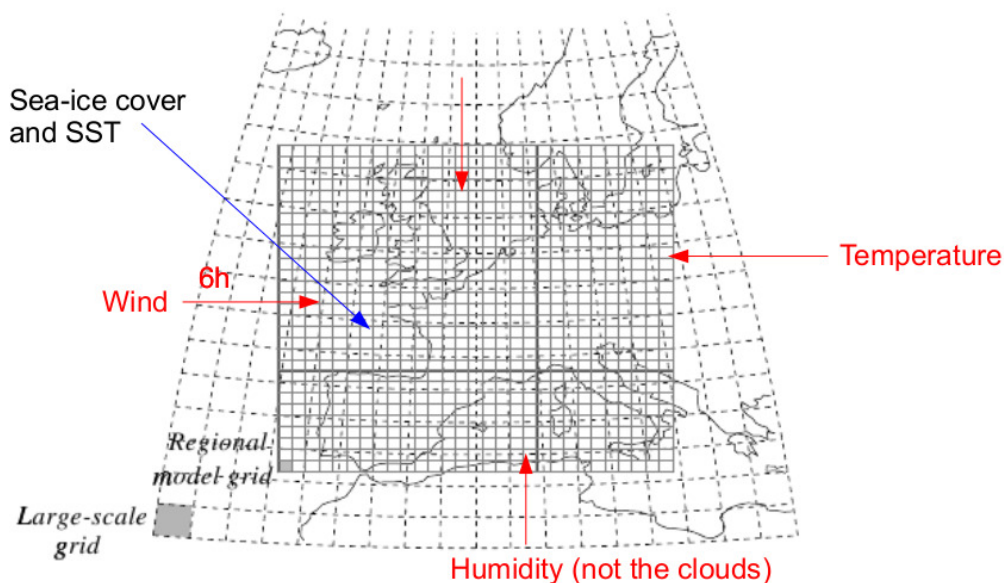 Sea-ice cover
and SST
6h
Wind
Temperature
Regional
model grid
Large-scale
grid
Humidity (not the clouds)